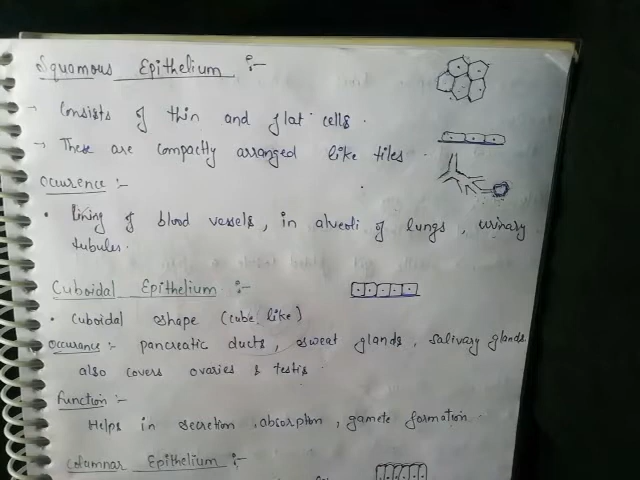 Squamous Epithelium :-
→ Consists of thin and flat cells.
→ These are compactly arranged like tiles.
Occurence :-
• Lining of blood vessels, in alveoli of lungs, urinary
tubules.
Cuboidal Epithelium :-
• Cuboidal shape (cube like)
Occurance :- pancreatic ducts, sweat glands, salivary glands
also covers ovaries & testis.
Function :-
Helps in secretion, absorption, gamete formation.
Columnar Epithelium :-